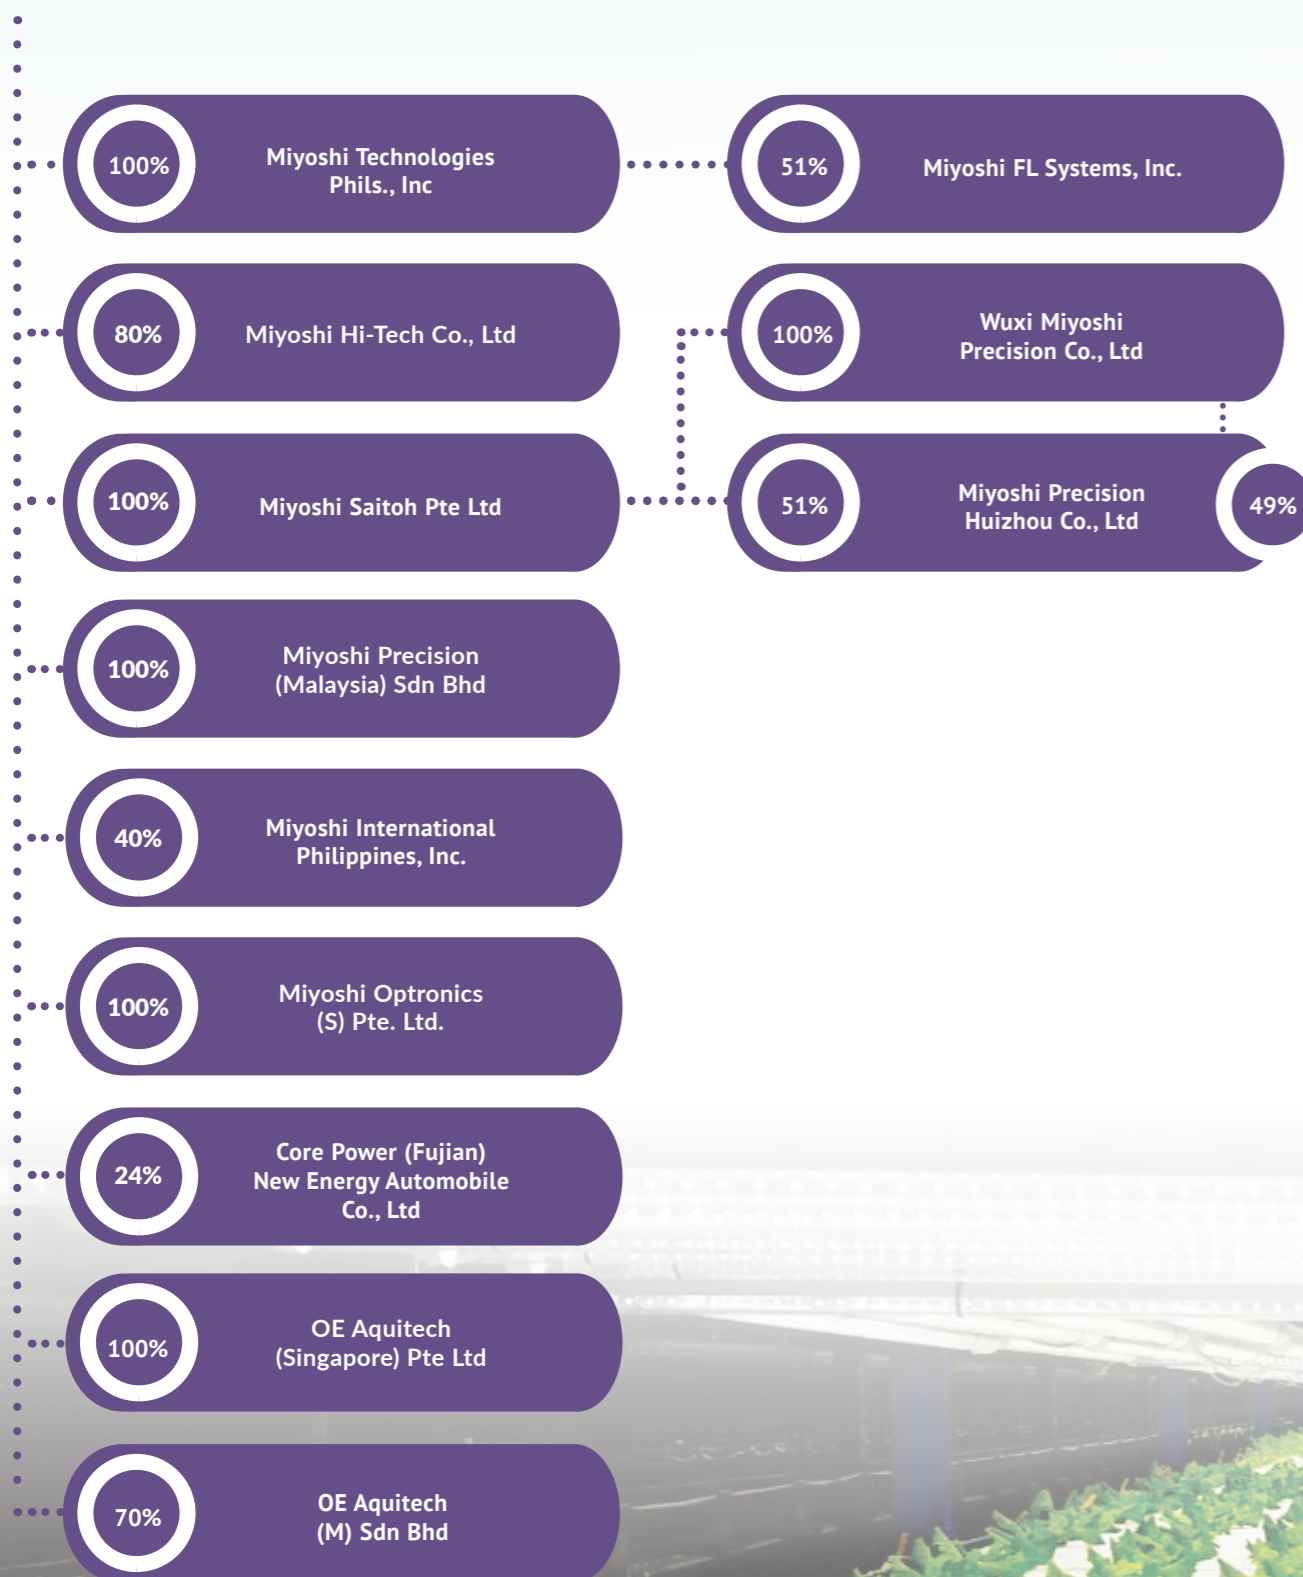 100%
Miyoshi Technologies
Phils., Inc
51%
Miyoshi FL Systems, Inc.
80%
Miyoshi Hi-Tech Co., Ltd
100%
Wuxi Miyoshi
Precision Co., Ltd
100%
Miyoshi Saitoh Pte Ltd
51%
Miyoshi Precision
Huizhou Co., Ltd
49%
100%
Miyoshi Precision
(Malaysia) Sdn Bhd
40%
Miyoshi International
Philippines, Inc.
100%
Miyoshi Optronics
(S) Pte. Ltd.
24%
Core Power (Fujian)
New Energy Automobile
Co., Ltd
100%
OE Aquitech
(Singapore) Pte Ltd
70%
OE Aquitech
(M) Sdn Bhd